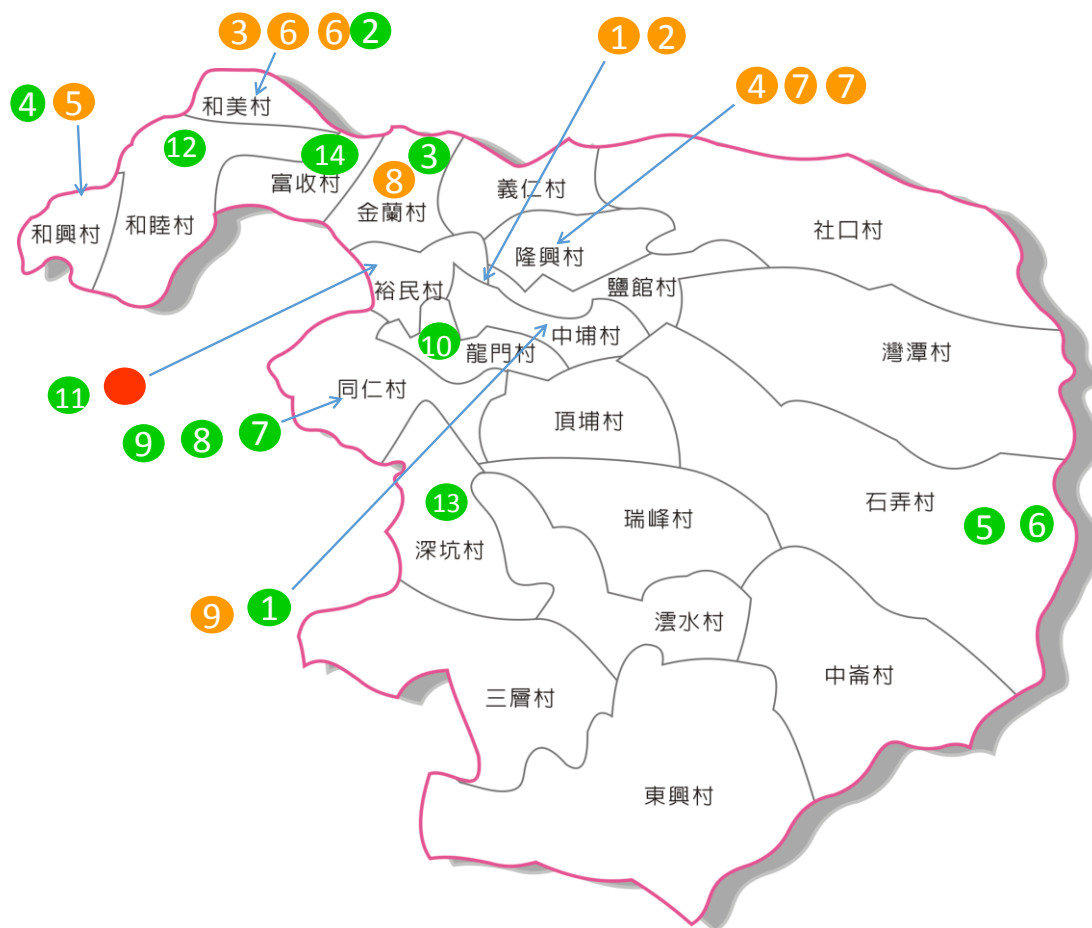 3 6 6 2
1 2
4 7 7
4 5
和美村
12
14
3
8
富收村
金蘭村
義仁村
和興村
和睦村
隆興村
社口村
裕民村
鹽館村
10
龍門村
中埔村
灣潭村
11
同仁村
9 8 7
頂埔村
13
深坑村
瑞峰村
石弄村
5 6
9 1
澐水村
中崙村
三層村
東興村